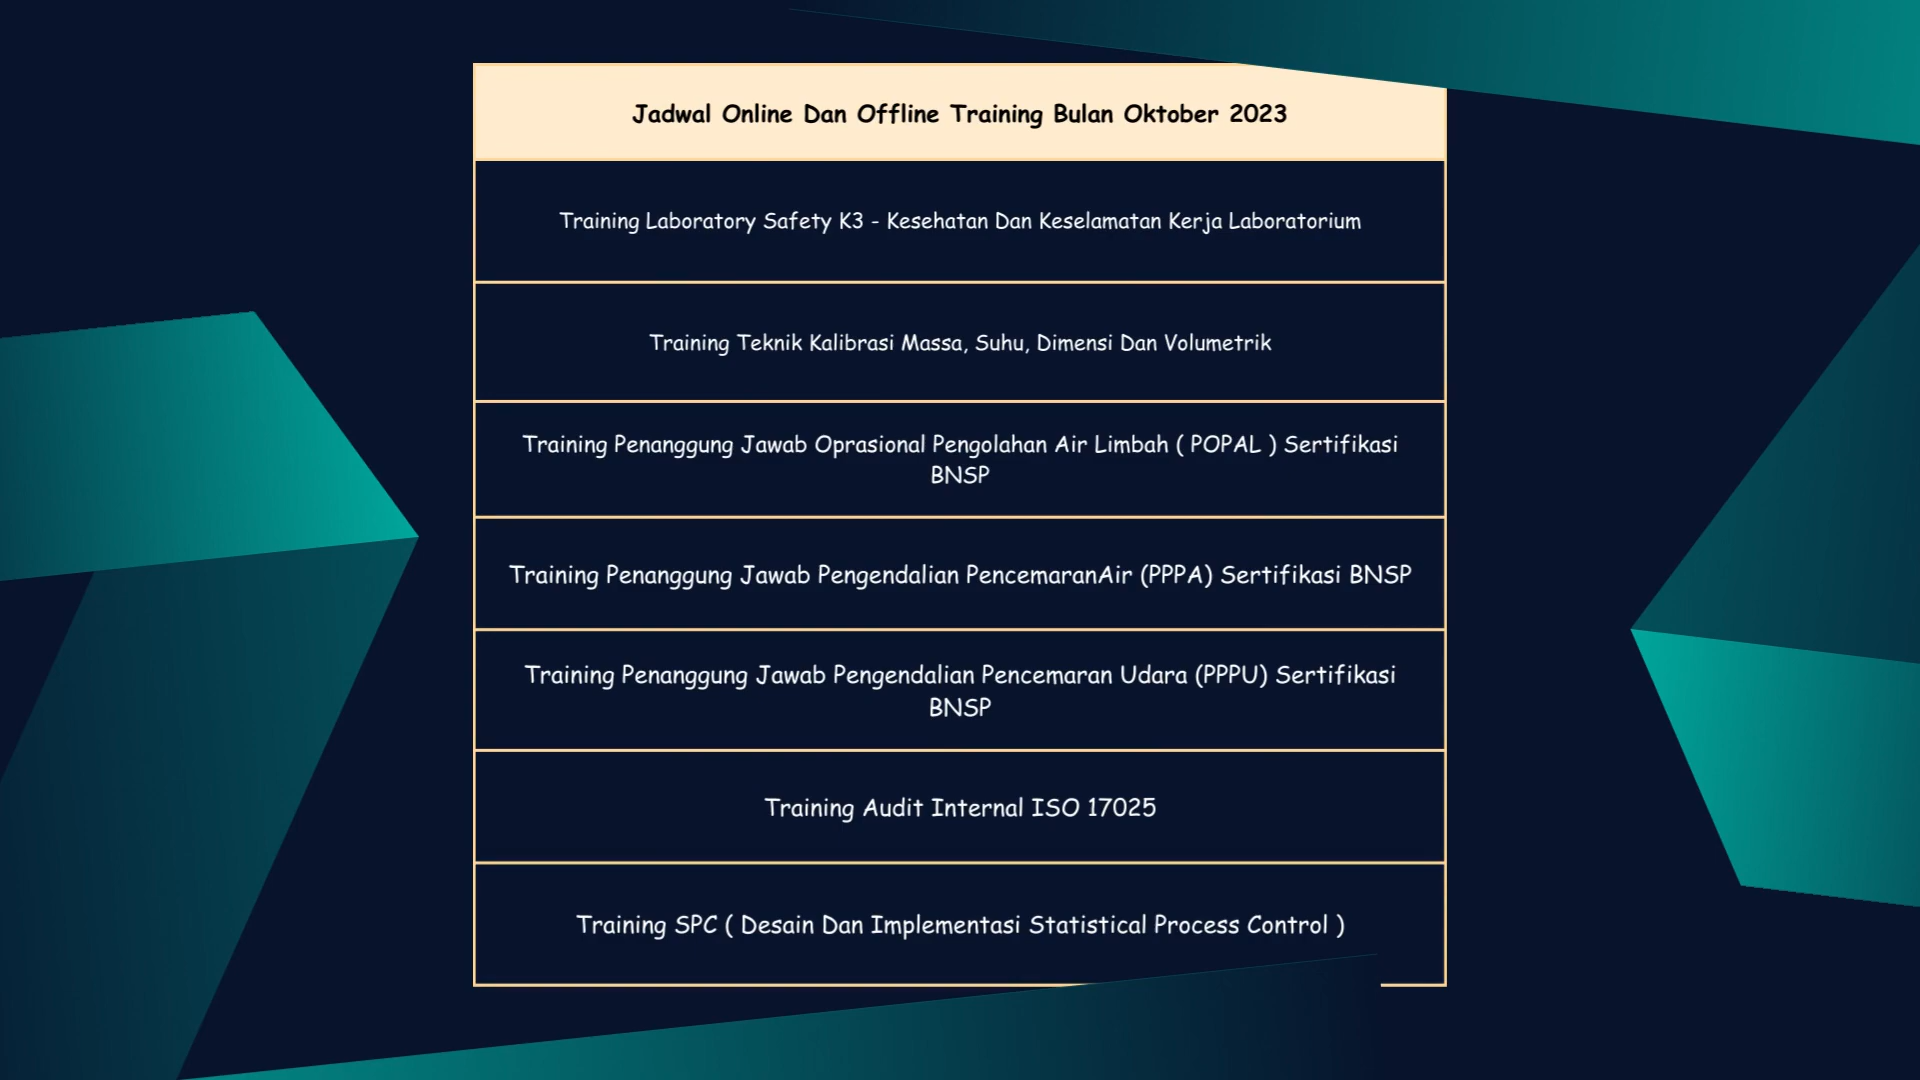 Jadwal Online Dan Offline Training Bulan Oktober 2023
Training Laboratory Safety K3 - Kesehatan Dan Keselamatan Kerja Laboratorium
Training Teknik Kalibrasi Massa, Suhu, Dimensi Dan Volumetrik
Training Penanggung Jawab Oprasional Pengolahan Air Limbah ( POPAL ) Sertifikasi
BNSP
Training Penanggung Jawab Pengendalian PencemaranAir (PPPA) Sertifikasi BNSP
Training Penanggung Jawab Pengendalian Pencemaran Udara (PPPU) Sertifikasi
BNSP
Training Audit Internal ISO 17025
Training SPC ( Desain Dan Implementasi Statistical Process Control )